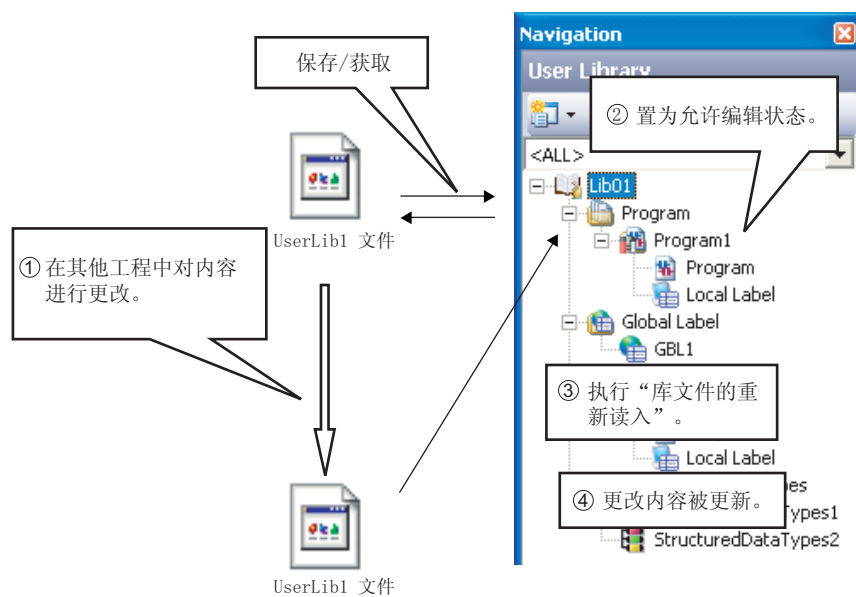 保存/获取
UserLib1 文件
① 在其他工程中对内容
进行更改。
UserLib1 文件
Navigation
User Library
② 置为允许编辑状态。
<ALL>
Lib01
Program
Program1
Program
Local Label
Global Label
GBL1
③ 执行“库文件的重
新读入”。
Local Label
④ 更改内容被更新。
Types1
StructuredDataTypes2